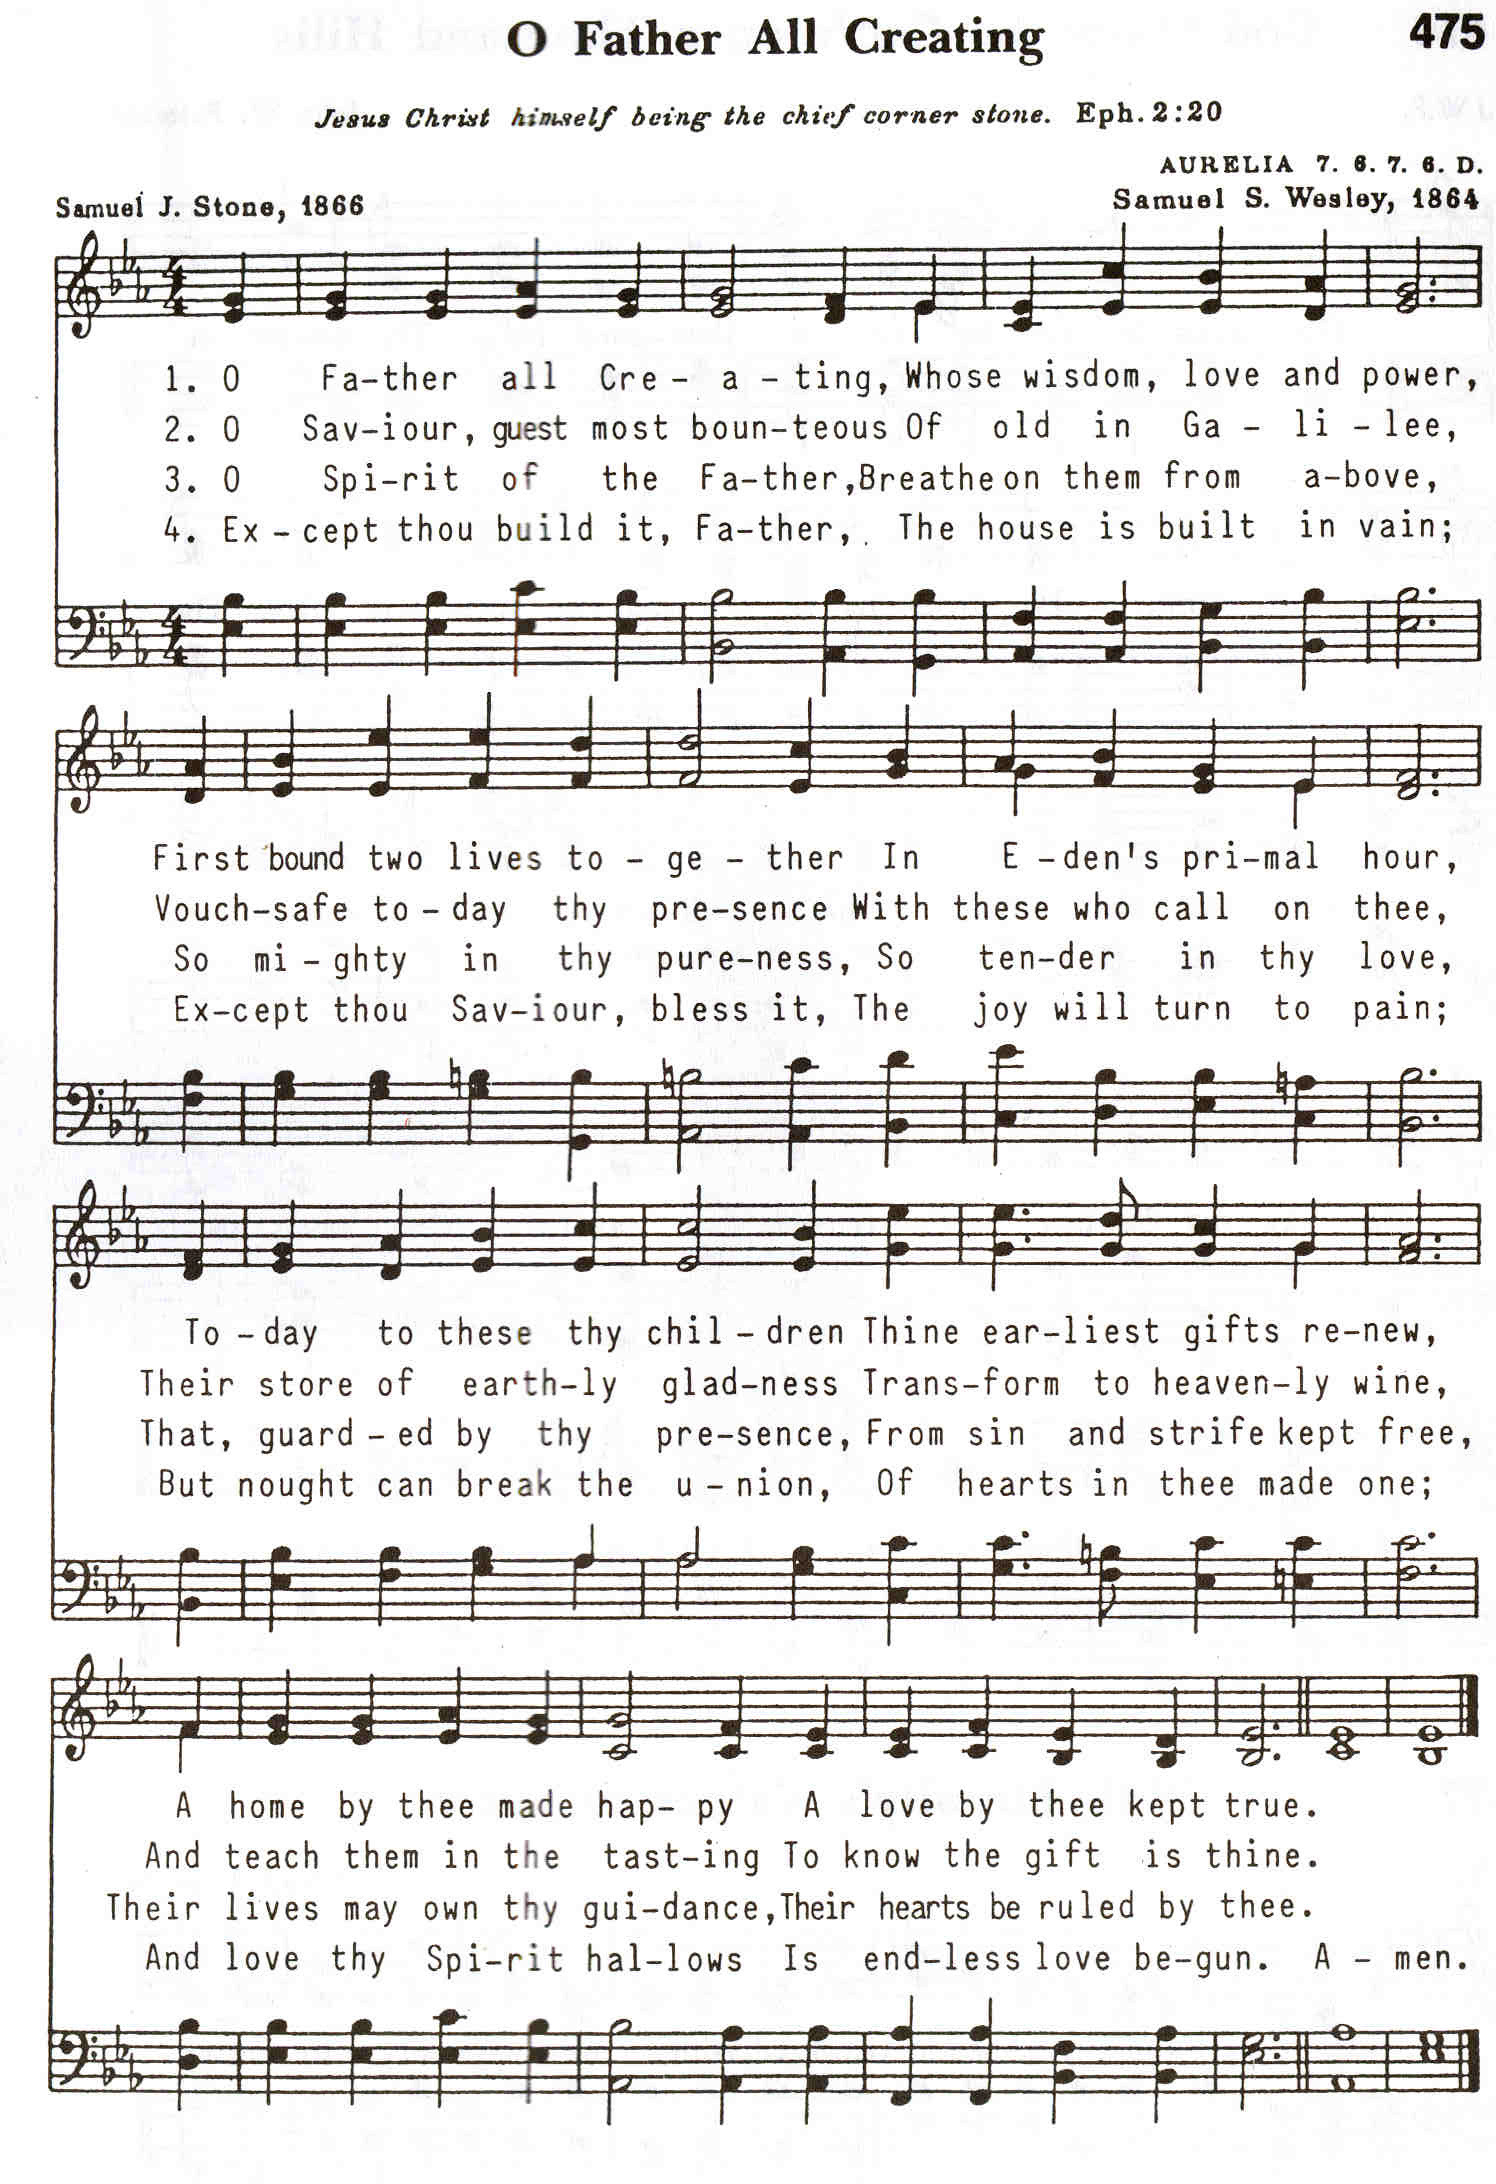 O Father All Creating 475
Jesus Christ himself being the chief corner stone. Eph. 2:20
AURELIA 7. 6. 7. 6. D.
Samuel J. Stone, 1866 Samuel S. Wesley, 1864
1. O Fa-ther all Cre - a - ting, Whose wisdom, love and power,
2. O Sav-iour, guest most boun-teous Of old in Ga - li - lee,
3. O Spi-rit of the Fa-ther, Breathe on them from a-bove,
4. Ex - cept thou build it, Fa-ther, The house is built in vain;
First bound two lives to - ge - ther In E - den's pri-mal hour,
Vouch-safe to - day thy pre-sence With these who call on thee,
So mi - ghty in thy pure-ness, So ten-der in thy love,
Ex-cept thou Sav-iour, bless it, The joy will turn to pain;
To - day to these thy chil - dren Thine ear-liest gifts re-new,
Their store of earth-ly glad-ness Trans-form to heaven-ly wine,
That, guard - ed by thy pre-sence, From sin and strife kept free,
But nought can break the u - nion, Of hearts in thee made one;
A home by thee made hap- py A love by thee kept true.
And teach them in the tast-ing To know the gift is thine.
Their lives may own thy gui-dance, Their hearts be ruled by thee.
And love thy Spi-rit hal-lows Is end-less love be-gun. A - men.